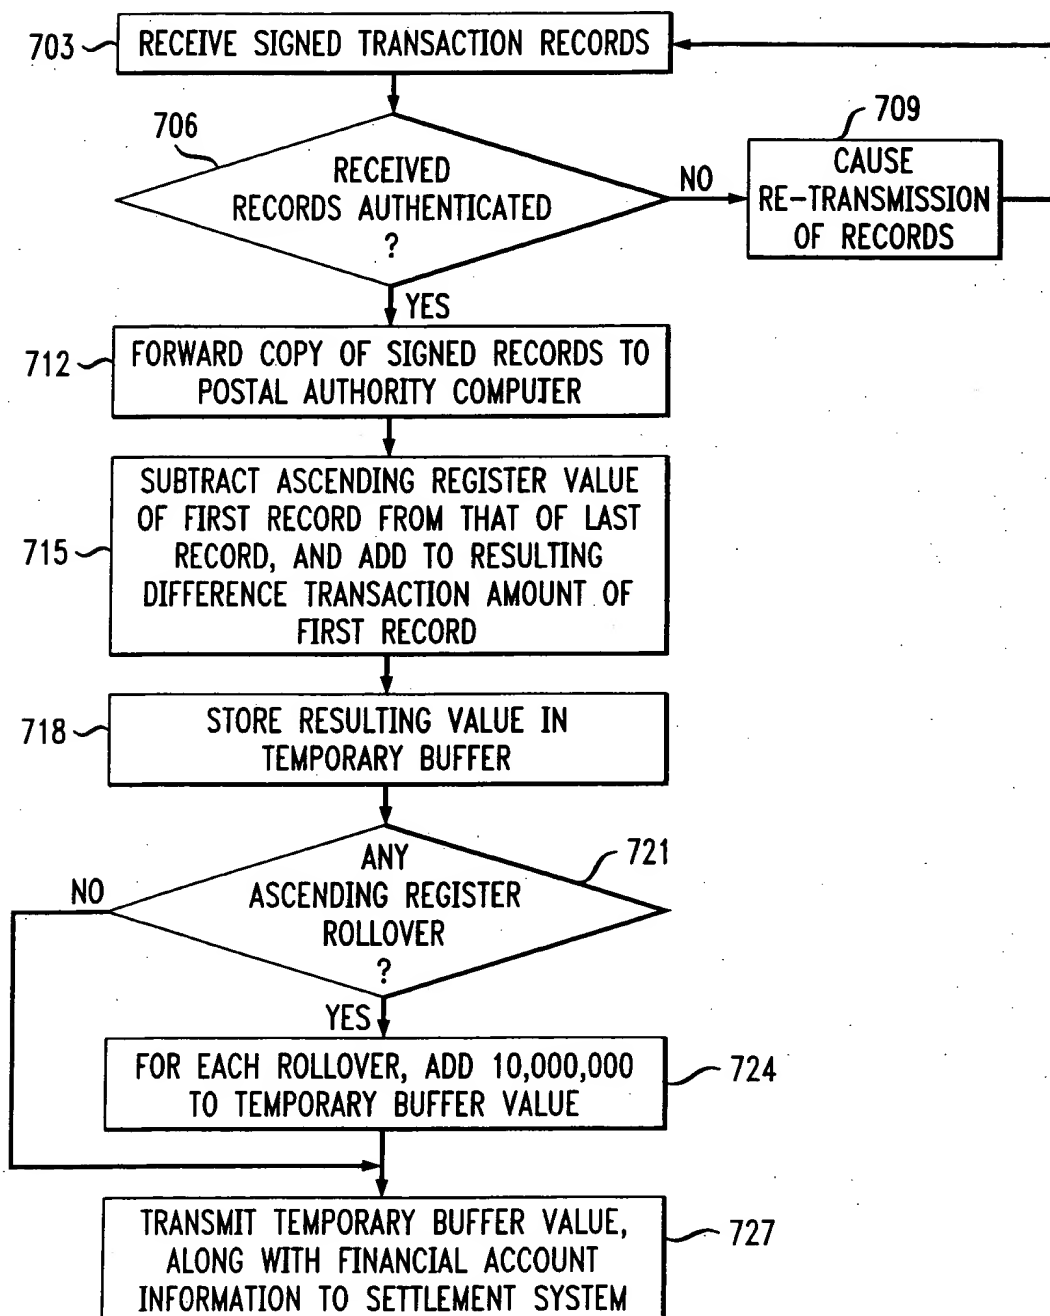 703
RECEIVE SIGNED TRANSACTION RECORDS
706
RECEIVED
RECORDS AUTHENTICATED
?
NO
709
CAUSE
RE-TRANSMISSION
OF RECORDS
YES
712
FORWARD COPY OF SIGNED RECORDS TO
POSTAL AUTHORITY COMPUTER
715
SUBTRACT ASCENDING REGISTER VALUE
OF FIRST RECORD FROM THAT OF LAST
RECORD, AND ADD TO RESULTING
DIFFERENCE TRANSACTION AMOUNT OF
FIRST RECORD
718
STORE RESULTING VALUE IN
TEMPORARY BUFFER
721
ANY
ASCENDING REGISTER
ROLLOVER
?
NO
YES
FOR EACH ROLLOVER, ADD 10,000,000
TO TEMPORARY BUFFER VALUE
724
TRANSMIT TEMPORARY BUFFER VALUE,
ALONG WITH FINANCIAL ACCOUNT
INFORMATION TO SETTLEMENT SYSTEM
727